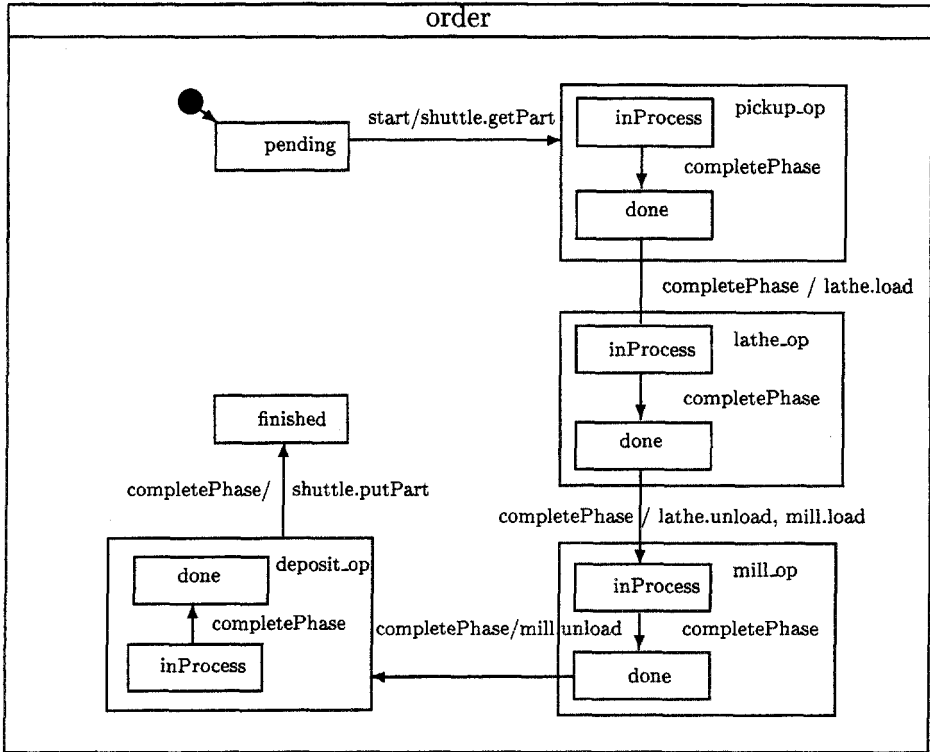 order
pending
start/shuttle.getPart
pickup_op
inProcess
completePhase
done
completePhase / lathe.load
lathe_op
inProcess
completePhase
done
completePhase / lathe.unload, mill.load
mill_op
inProcess
completePhase
done
completePhase/mill.unload
deposit_op
done
completePhase
inProcess
completePhase/ shuttle.putPart
finished